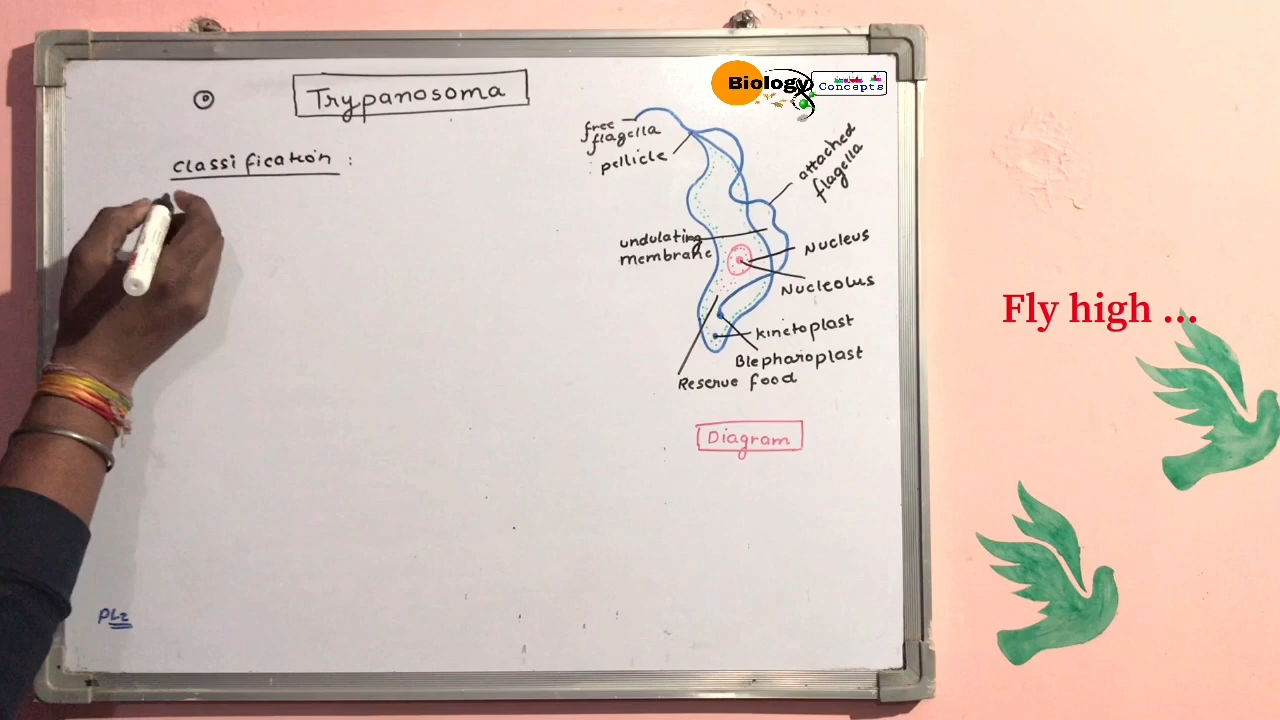 Trypanosoma
Biology
Concepts
classification :
free
flagella
pellicle
attached
flagella
undulating
membrane
Nucleus
Nucleolus
kinetoplast
Blepharoplast
Reserve food
Diagram
PLz
Fly high ...